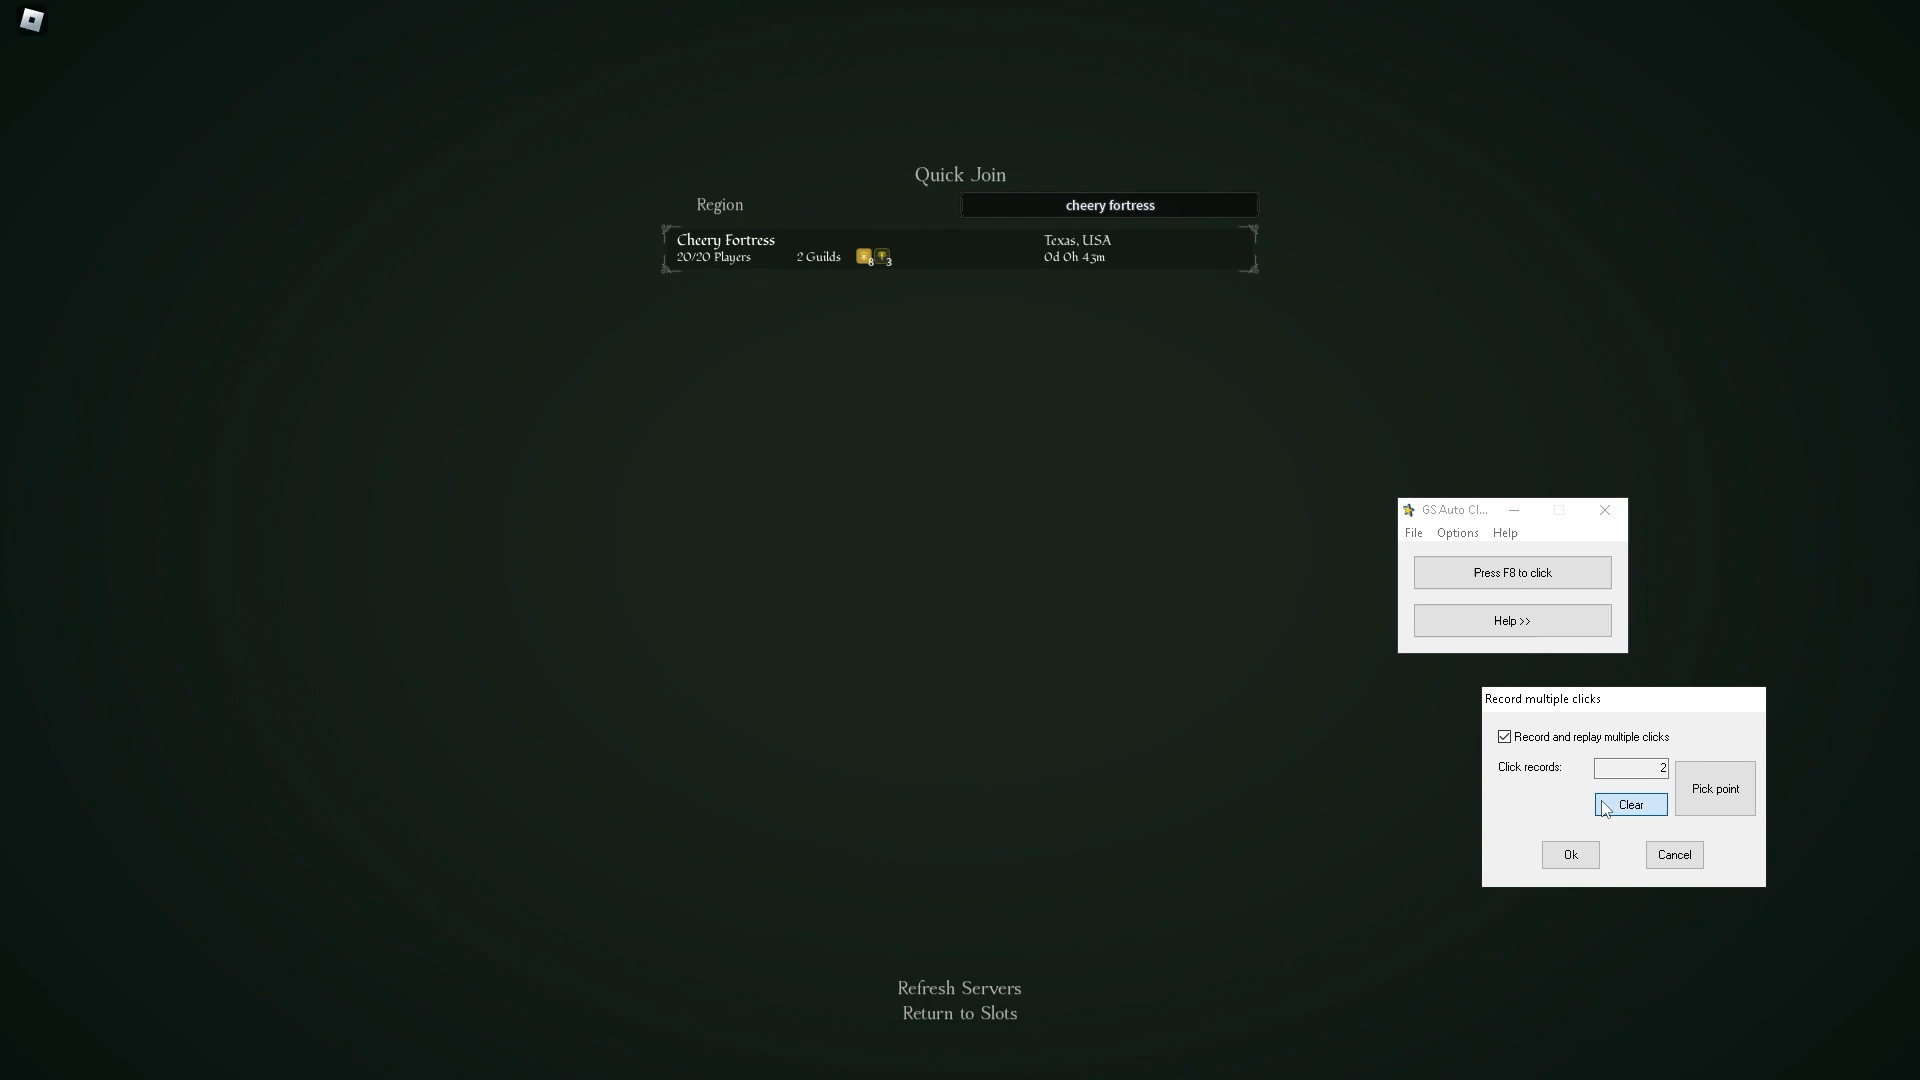 Quick Join
Region
cheery fortress
Cheery Fortress
Texas, USA
20/20 Players
2 Guilds
8
3
0d 0h 43m
GS Auto Cl...
File Options Help
Press F8 to click
Help >>
Record multiple clicks
Record and replay multiple clicks
Click records:
2
Pick point
Clear
Ok
Cancel
Refresh Servers
Return to Slots